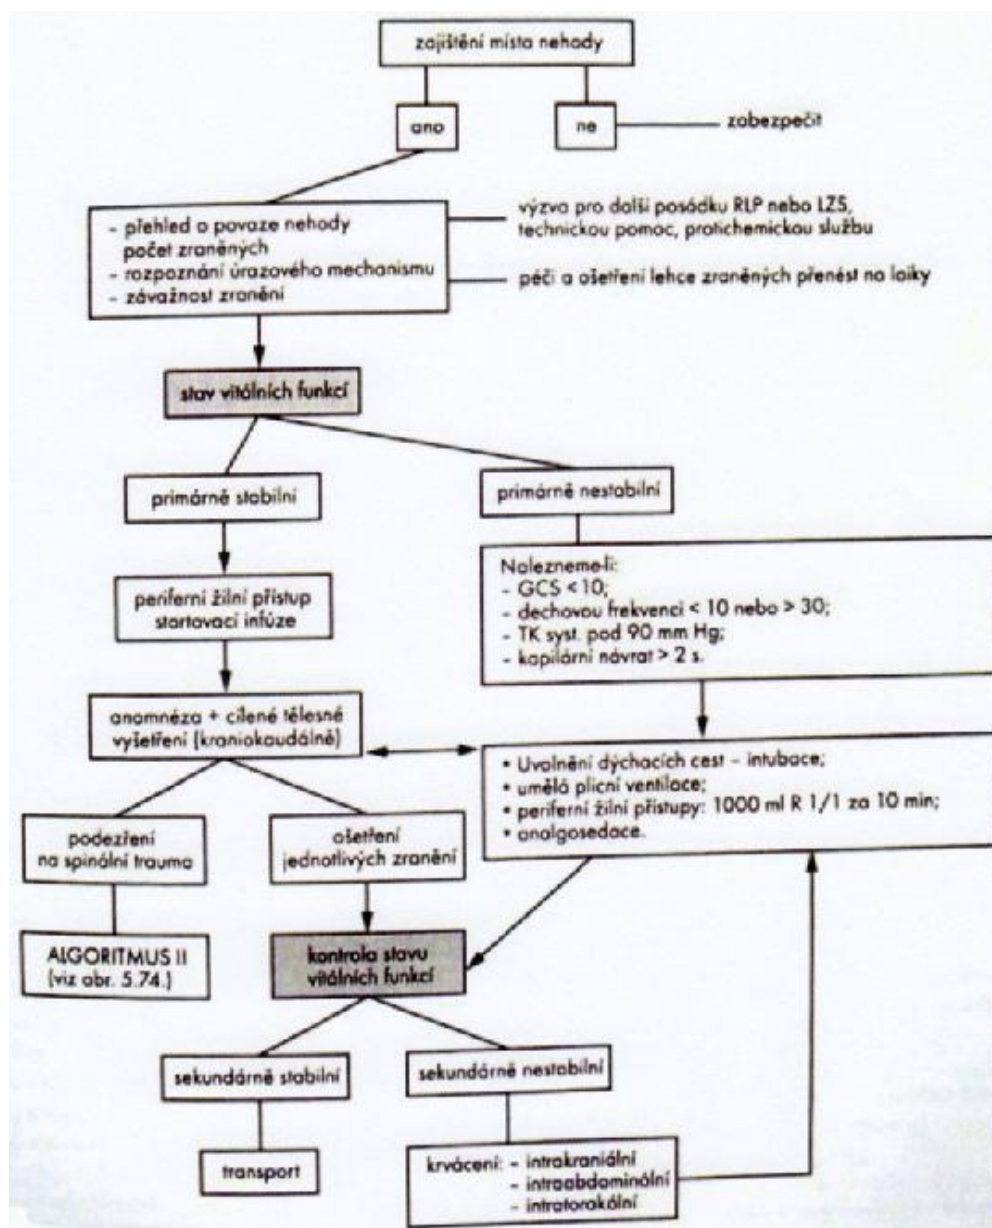 zajištění místa nehody
ano
ne
zabezpečit
– přehled o povaze nehody
počet zraněných
– rozpoznání úrazového mechanismu
– závažnost zranění
výzva pro další posádku RLP nebo LZS,
technickou pomoc, protichemickou službu
péči a ošetření lehce zraněných přenést na laiky
stav vitálních funkcí
primárně stabilní
primárně nestabilní
periferní žilní přístup
startovací infúze
Nalezneme-li:
– GCS < 10;
– dechovou frekvenci < 10 nebo > 30;
– TK syst. pod 90 mm Hg;
– kapilární návrat > 2 s.
anamnéza + cílené tělesné
vyšetření (kraniokaudálně)
• Uvolnění dýchacích cest – intubace;
• umělá plicní ventilace;
• periferní žilní přístupy: 1000 ml R 1/1 za 10 min;
• analgosedace.
podezření
na spinální trauma
ošetření
jednotlivých zranění
ALGORITMUS II
(viz obr. 5.74.)
kontrola stavu
vitálních funkcí
sekundárně stabilní
sekundárně nestabilní
transport
krvácení: – intrakraniální
– intraabdominální
– intratorakální